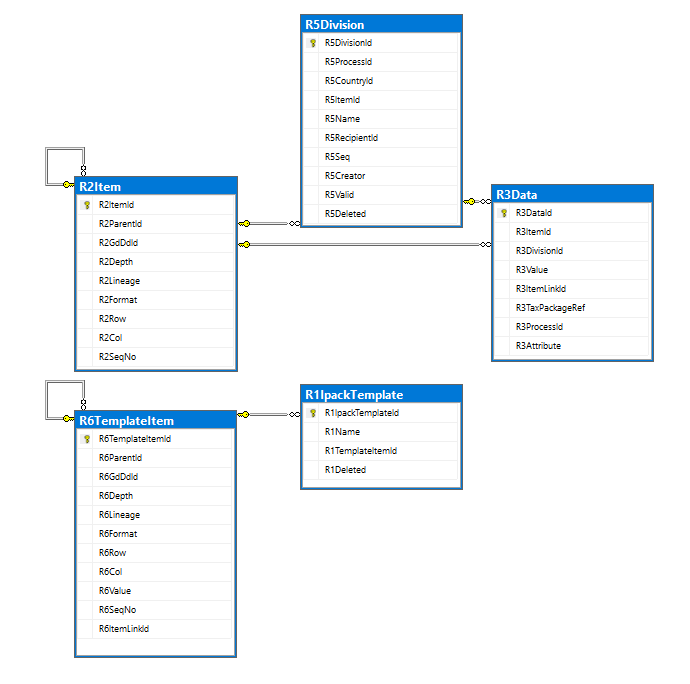 R5Division
R5DivisionId
R5ProcessId
R5CountryId
R5ItemId
R5Name
R5RecipientId
R5Seq
R5Creator
R5Valid
R5Deleted
R2Item
R2ItemId
R2ParentId
R2GdDdId
R2Depth
R2Lineage
R2Format
R2Row
R2Col
R2SeqNo
R3Data
R3DataId
R3ItemId
R3DivisionId
R3Value
R3ItemLinkId
R3TaxPackageRef
R3ProcessId
R3Attribute
R6TemplateItem
R6TemplateItemId
R6ParentId
R6GdDdId
R6Depth
R6Lineage
R6Format
R6Row
R6Col
R6Value
R6SeqNo
R6ItemLinkId
R1IpackTemplate
R1IpackTemplateId
R1Name
R1TemplateItemId
R1Deleted